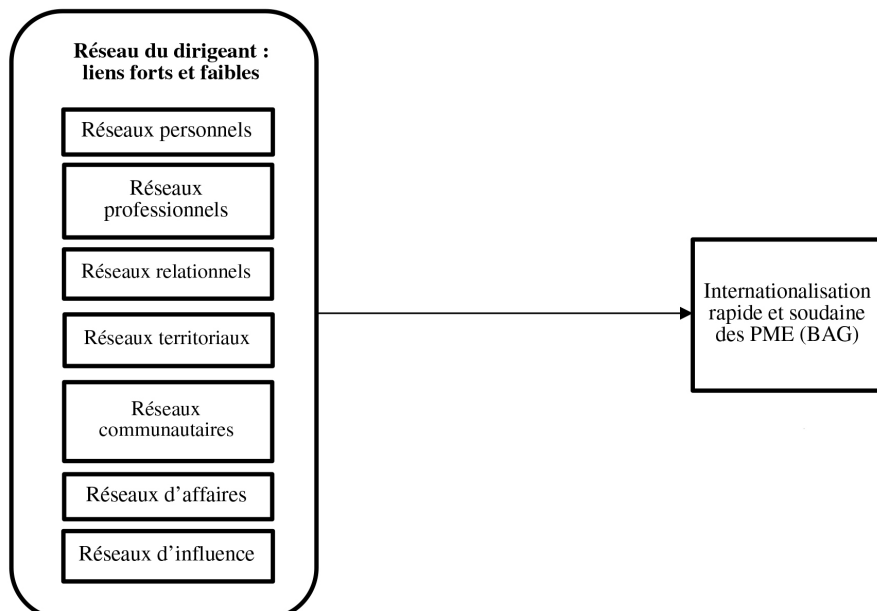 Réseau du dirigeant :
liens forts et faibles
Réseaux personnels
Réseaux
professionnels
Réseaux relationnels
Réseaux territoriaux
Réseaux
communautaires
Réseaux d’affaires
Réseaux d’influence
Internationalisation
rapide et soudaine
des PME (BAG)